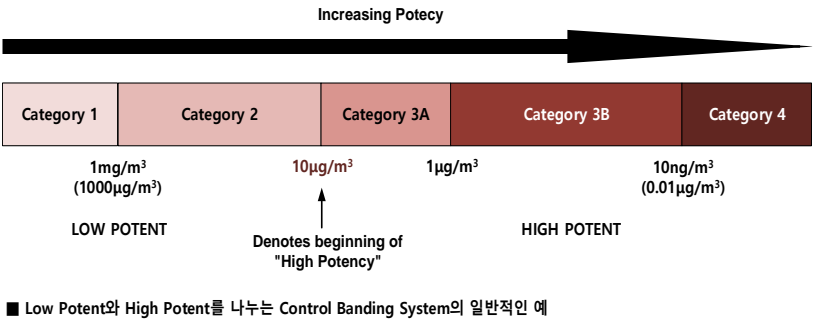 Increasing Potecy
Category 1 Category 2 Category 3A Category 3B Category 4
1mg/m³ 10μg/m³ 1μg/m³ 10ng/m³
(1000μg/m³) (0.01μg/m³)
LOW POTENT HIGH POTENT
Denotes beginning of
"High Potency"
■ Low Potent와 High Potent를 나누는 Control Banding System의 일반적인 예